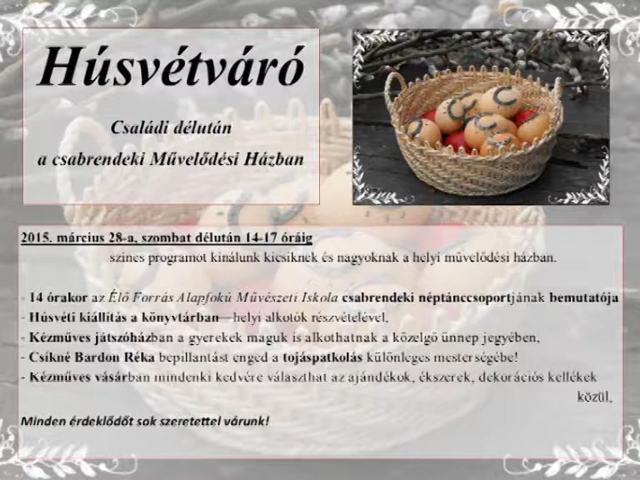 Húsvétváró
Családi délután
a csabrendeki Művelődési Házban
2015. március 28-a, szombat délután 14-17 óráig
színes programot kínálunk kicsiknek és nagyoknak a helyi művelődési házban.
- 14 órakor az Élő Forrás Alapfokú Művészeti Iskola csabrendeki néptánccsoportjának bemutatója
- Húsvéti kiállítás a könyvtárban—helyi alkotók részvételével.
- Kézműves játszóházban a gyerekek maguk is alkothatnak a közelgő ünnep jegyében.
- Csíkné Bardon Réka bepillantást enged a tojáspatkolás különleges mesterségébe!
- Kézműves vásárban mindenki kedvére választhat az ajándékok, ékszerek, dekorációs kellékek
közül.
Minden érdeklődőt sok szeretettel várunk!